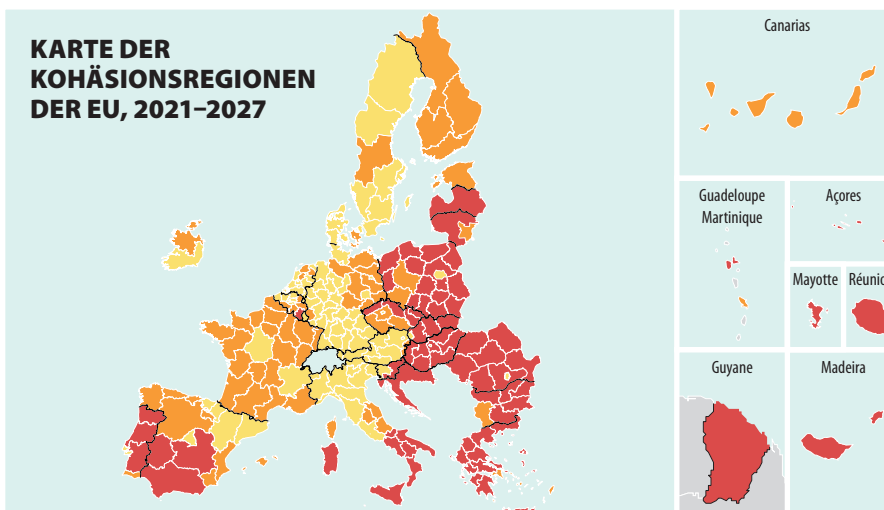 KARTE DER
KOHÄSIONSREGIONEN
DER EU, 2021–2027
Canarias
Guadeloupe
Martinique
Açores
Mayotte
Guyane
Madeira